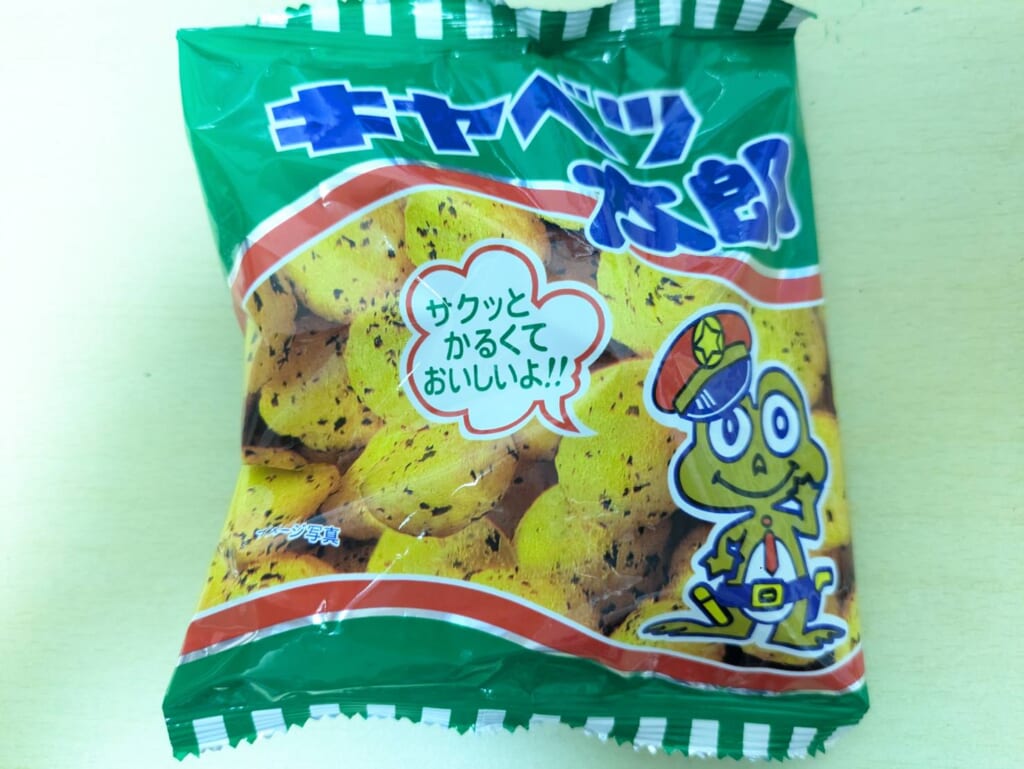 キャベツ
太郎
サクッと
かるくて
おいしいよ!!
イメージ写真